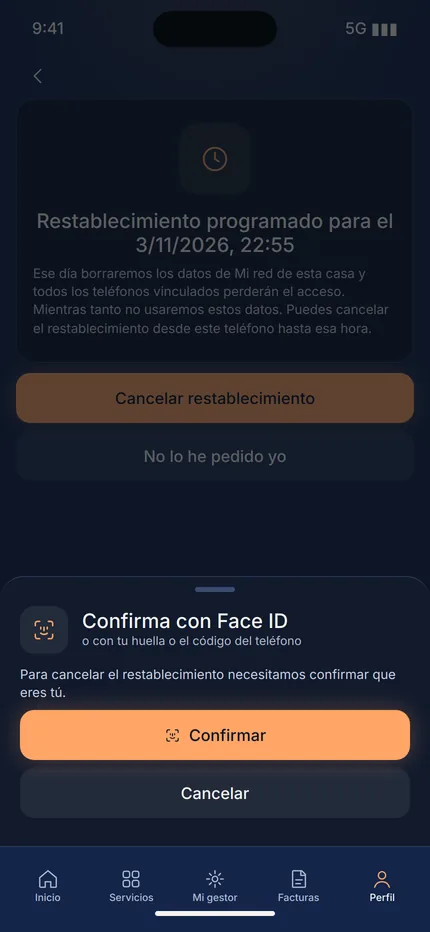 9:41
5G
Restablecimiento programado para el
3/11/2026, 22:55
Ese día borraremos los datos de Mi red de esta casa y
todos los teléfonos vinculados perderán el acceso.
Mientras tanto no usaremos estos datos. Puedes cancelar
el restablecimiento desde este teléfono hasta esa hora.
Cancelar restablecimiento
No lo he pedido yo
Confirma con Face ID
o con tu huella o el código del teléfono
Para cancelar el restablecimiento necesitamos confirmar que
eres tú.
Confirmar
Cancelar
Inicio
Servicios
Mi gestor
Facturas
Perfil